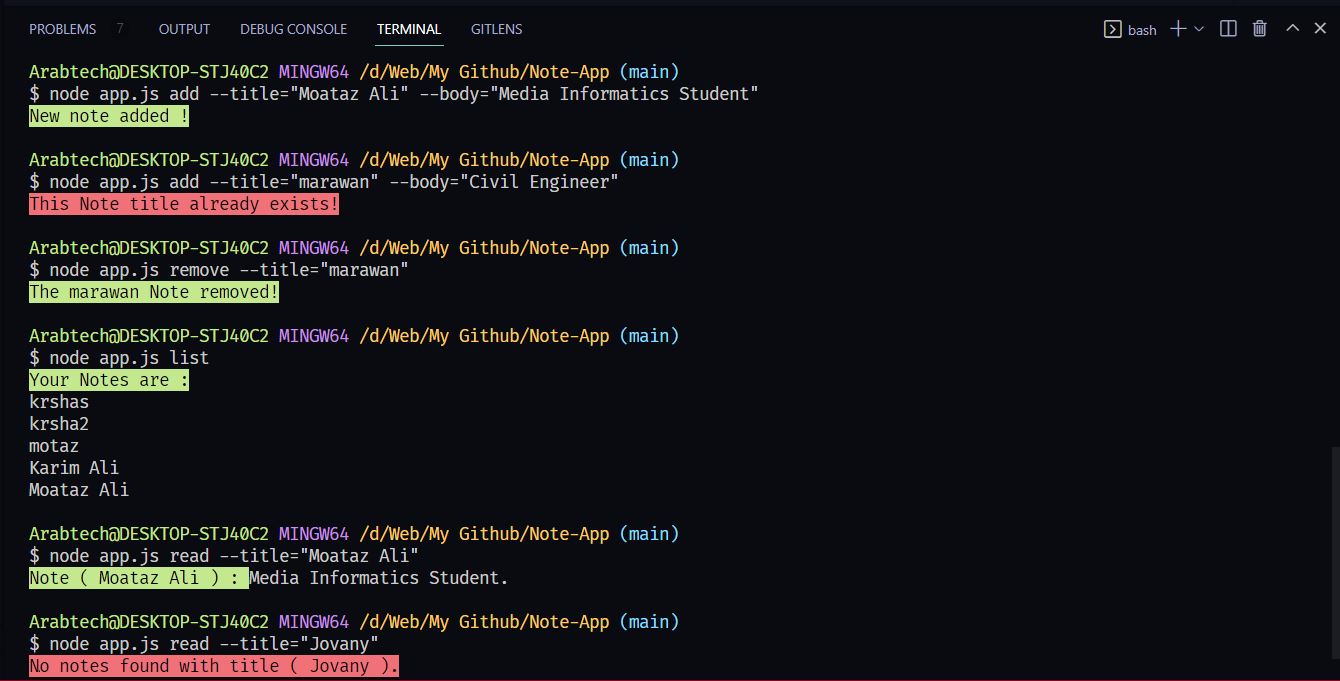 PROBLEMS 7 OUTPUT DEBUG CONSOLE TERMINAL GITLENS bash
Arabtech@DESKTOP-STJ40C2 MINGW64 /d/Web/My Github/Note-App (main)
$ node app.js add --title="Moataz Ali" --body="Media Informatics Student"
New note added !
Arabtech@DESKTOP-STJ40C2 MINGW64 /d/Web/My Github/Note-App (main)
$ node app.js add --title="marawan" --body="Civil Engineer"
This Note title already exists!
Arabtech@DESKTOP-STJ40C2 MINGW64 /d/Web/My Github/Note-App (main)
$ node app.js remove --title="marawan"
The marawan Note removed!
Arabtech@DESKTOP-STJ40C2 MINGW64 /d/Web/My Github/Note-App (main)
$ node app.js list
Your Notes are :
krshas
krsha2
motaz
Karim Ali
Moataz Ali
Arabtech@DESKTOP-STJ40C2 MINGW64 /d/Web/My Github/Note-App (main)
$ node app.js read --title="Moataz Ali"
Note ( Moataz Ali ) : Media Informatics Student.
Arabtech@DESKTOP-STJ40C2 MINGW64 /d/Web/My Github/Note-App (main)
$ node app.js read --title="Jovany"
No notes found with title ( Jovany ).